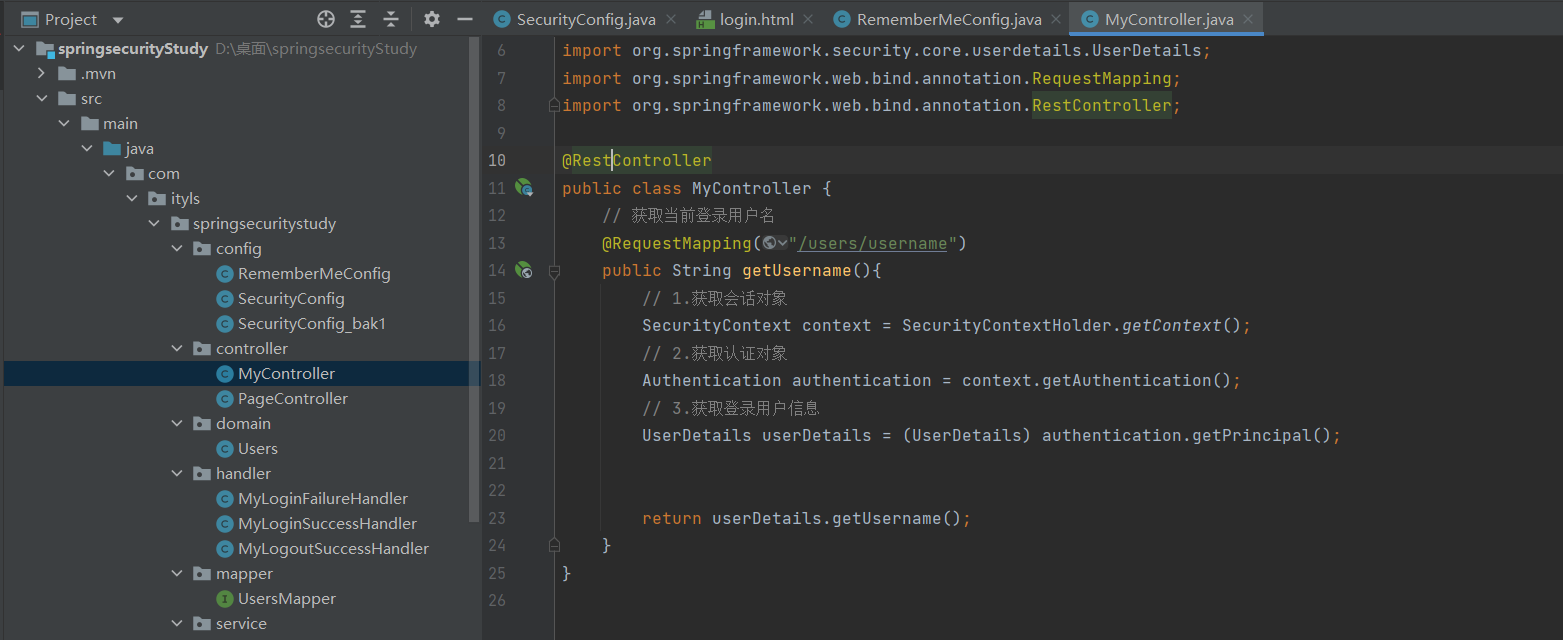 Project
springsecurityStudy D:\桌面\springsecurityStudy
.mvn
src
main
java
com
ityls
springsecuritystudy
config
RememberMeConfig
SecurityConfig
SecurityConfig_bak1
controller
MyController
PageController
domain
Users
handler
MyLoginFailureHandler
MyLoginSuccessHandler
MyLogoutSuccessHandler
mapper
UsersMapper
service
SecurityConfig.java login.html RememberMeConfig.java MyController.java
6 import org.springframework.security.core.userdetails.UserDetails;
7 import org.springframework.web.bind.annotation.RequestMapping;
8 import org.springframework.web.bind.annotation.RestController;
9
10 @RestController
11 public class MyController {
12 // 获取当前登录用户名
13 @RequestMapping("/users/username")
14 public String getUsername(){
15 // 1.获取会话对象
16 SecurityContext context = SecurityContextHolder.getContext();
17 // 2.获取认证对象
18 Authentication authentication = context.getAuthentication();
19 // 3.获取登录用户信息
20 UserDetails userDetails = (UserDetails) authentication.getPrincipal();
21
22
23 return userDetails.getUsername();
24 }
25 }
26